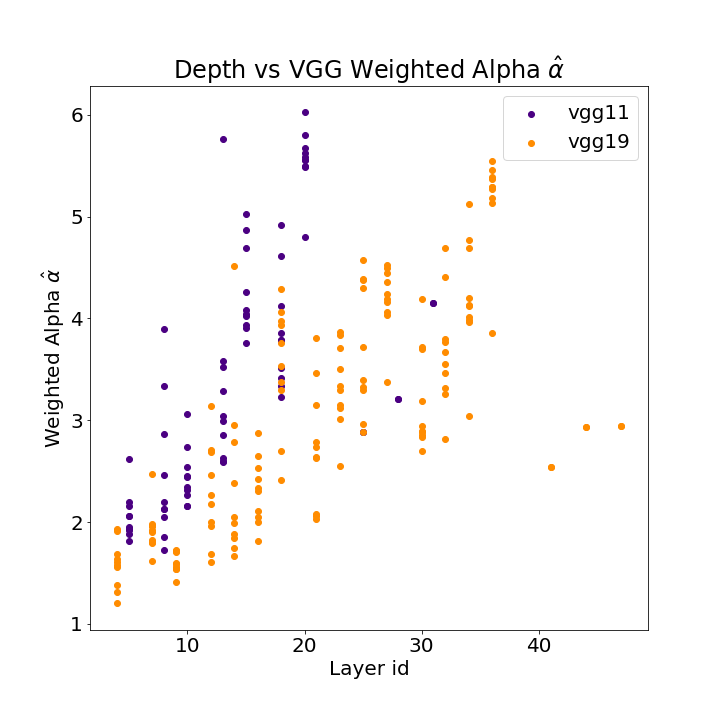 Depth vs VGG Weighted Alpha α̂
vgg11
vgg19
6
5
4
3
2
1
Weighted Alpha α̂
10 20 30 40
Layer id